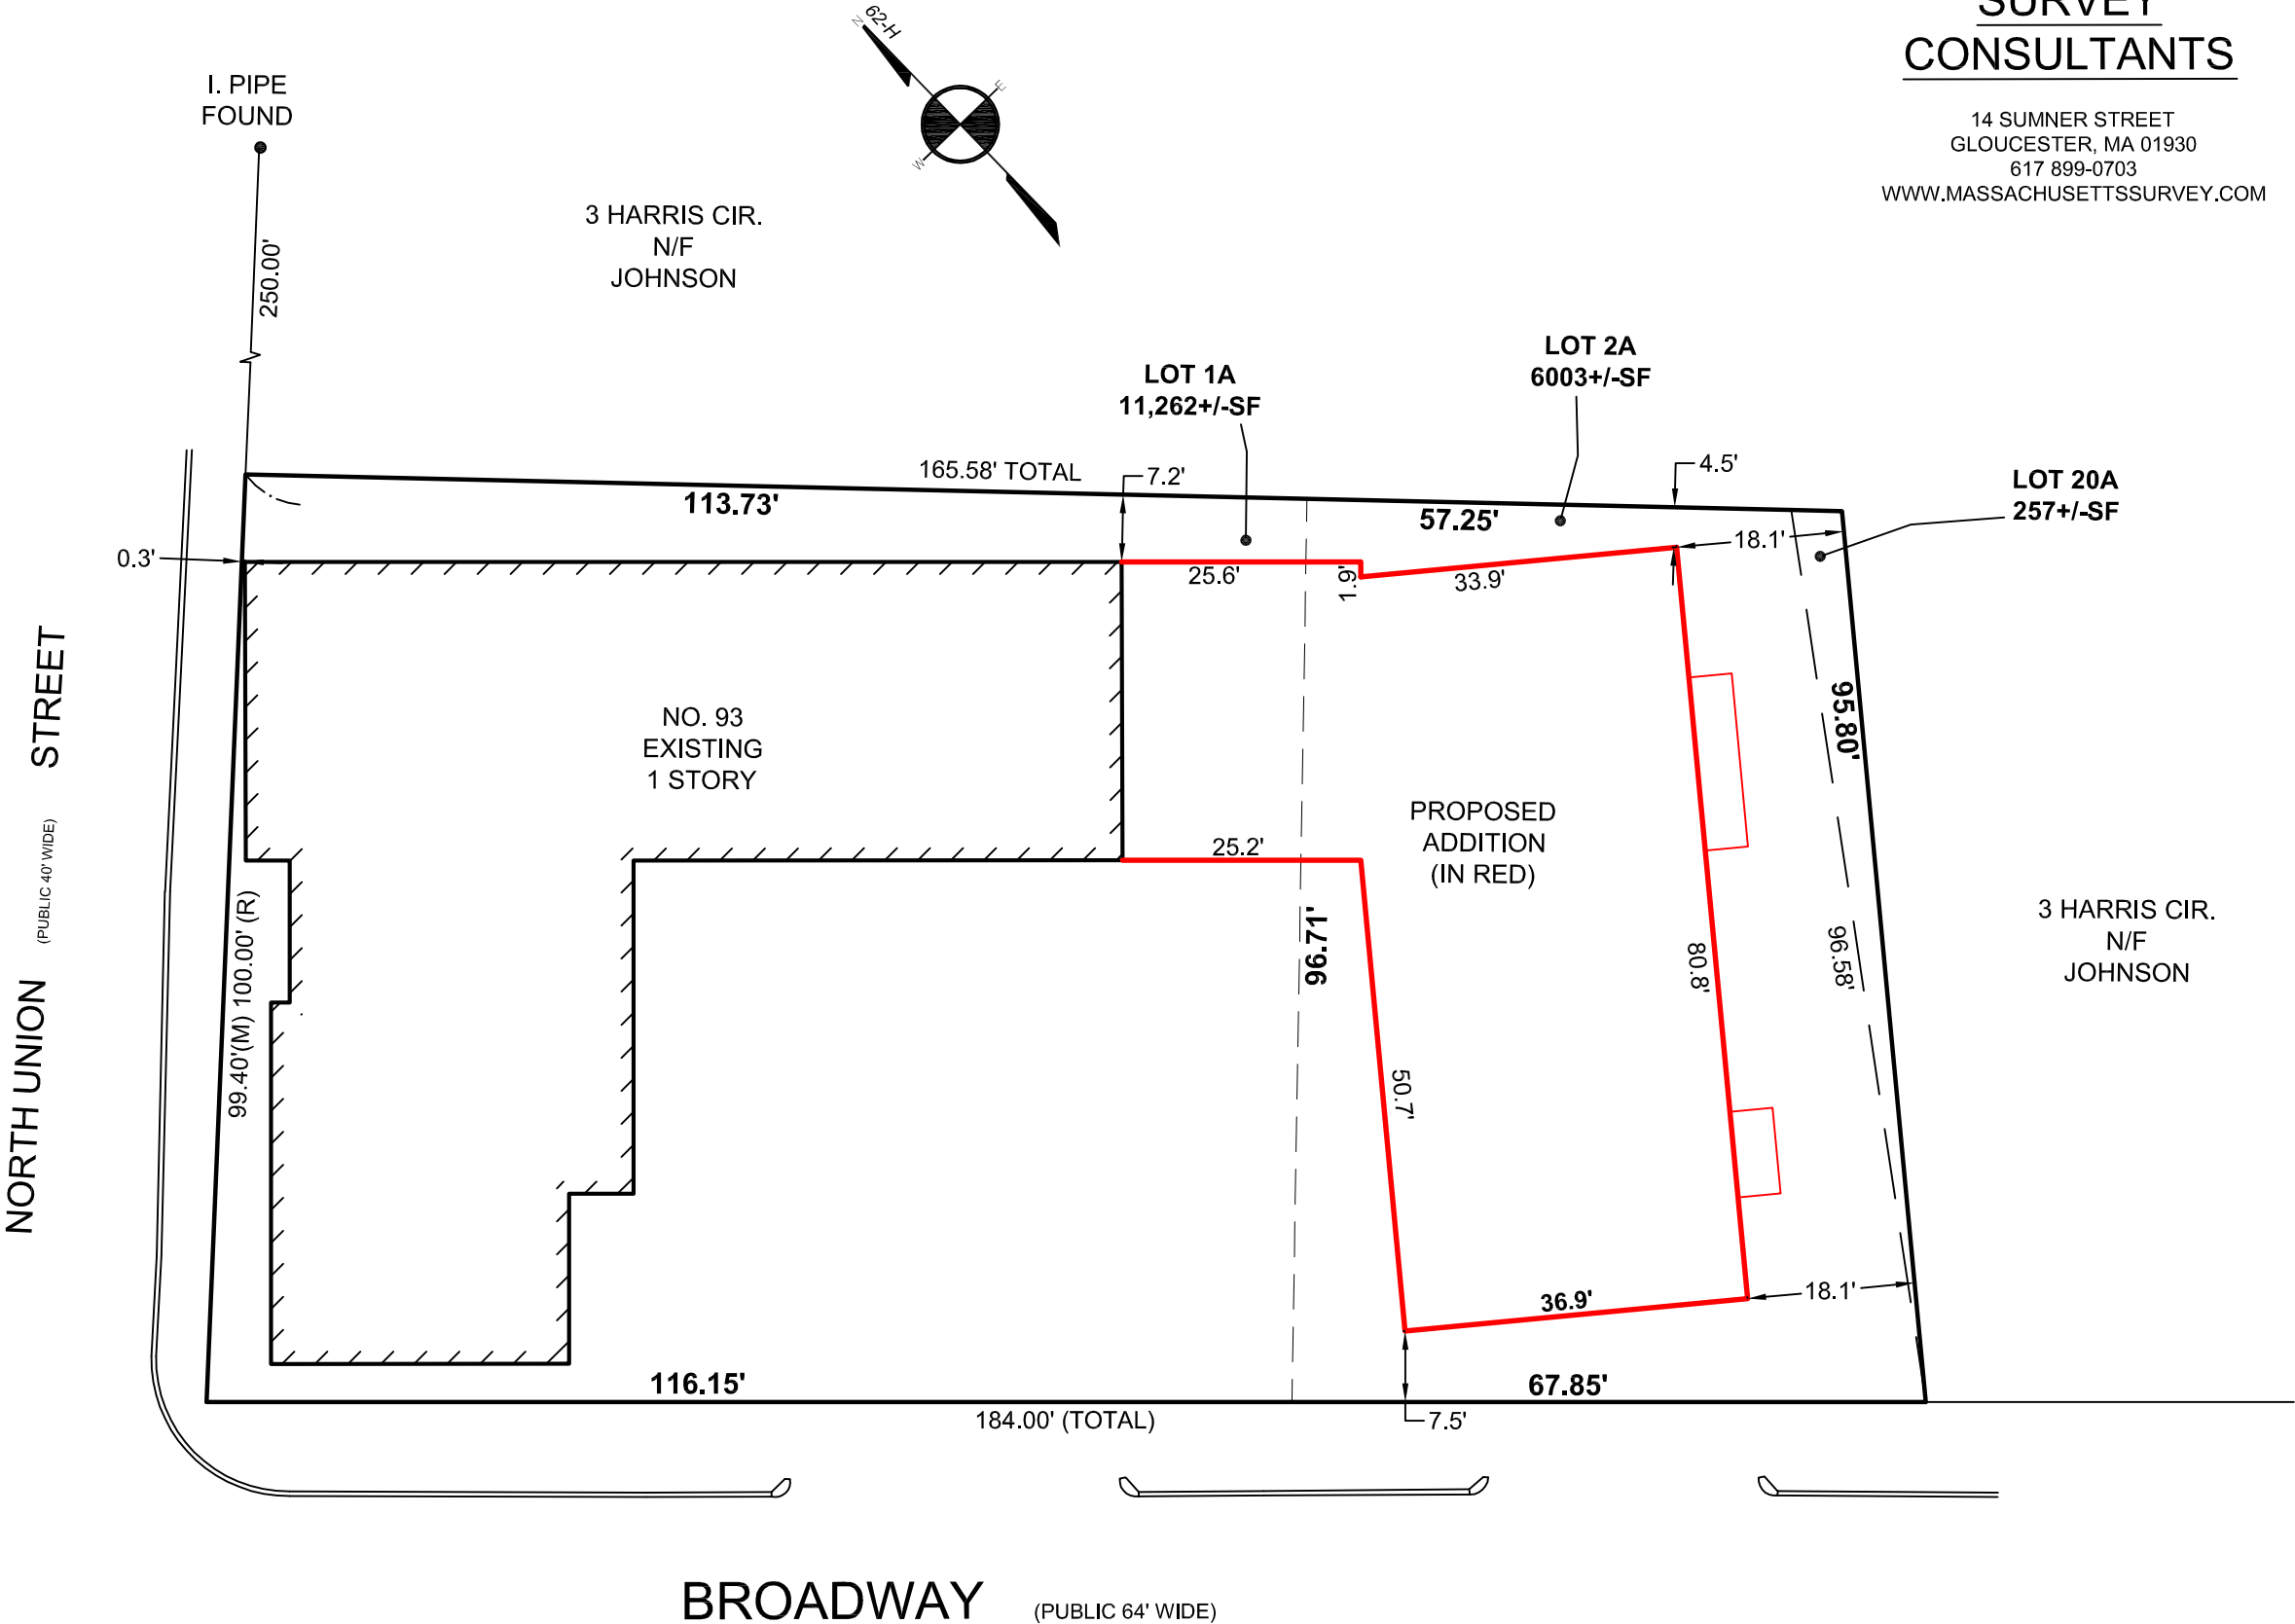 SURVEY
CONSULTANTS
14 SUMNER STREET
GLOUCESTER, MA 01930
617 899-0703
WWW.MASSACHUSETTSSURVEY.COM
N
62-H
E
W
I. PIPE
FOUND
250.00'
3 HARRIS CIR.
N/F
JOHNSON
LOT 1A
11,262+/-SF
LOT 2A
6003+/-SF
LOT 20A
257+/-SF
165.58' TOTAL
7.2'
4.5'
113.73'
57.25'
18.1'
0.3'
25.6'
1.9'
33.9'
NO. 93
EXISTING
1 STORY
95.80'
PROPOSED
ADDITION
(IN RED)
25.2'
96.71'
80.8'
96.58'
3 HARRIS CIR.
N/F
JOHNSON
50.7'
99.40'(M) 100.00' (R)
NORTH UNION (PUBLIC 40' WIDE) STREET
36.9'
18.1'
116.15'
67.85'
184.00' (TOTAL)
7.5'
BROADWAY (PUBLIC 64' WIDE)